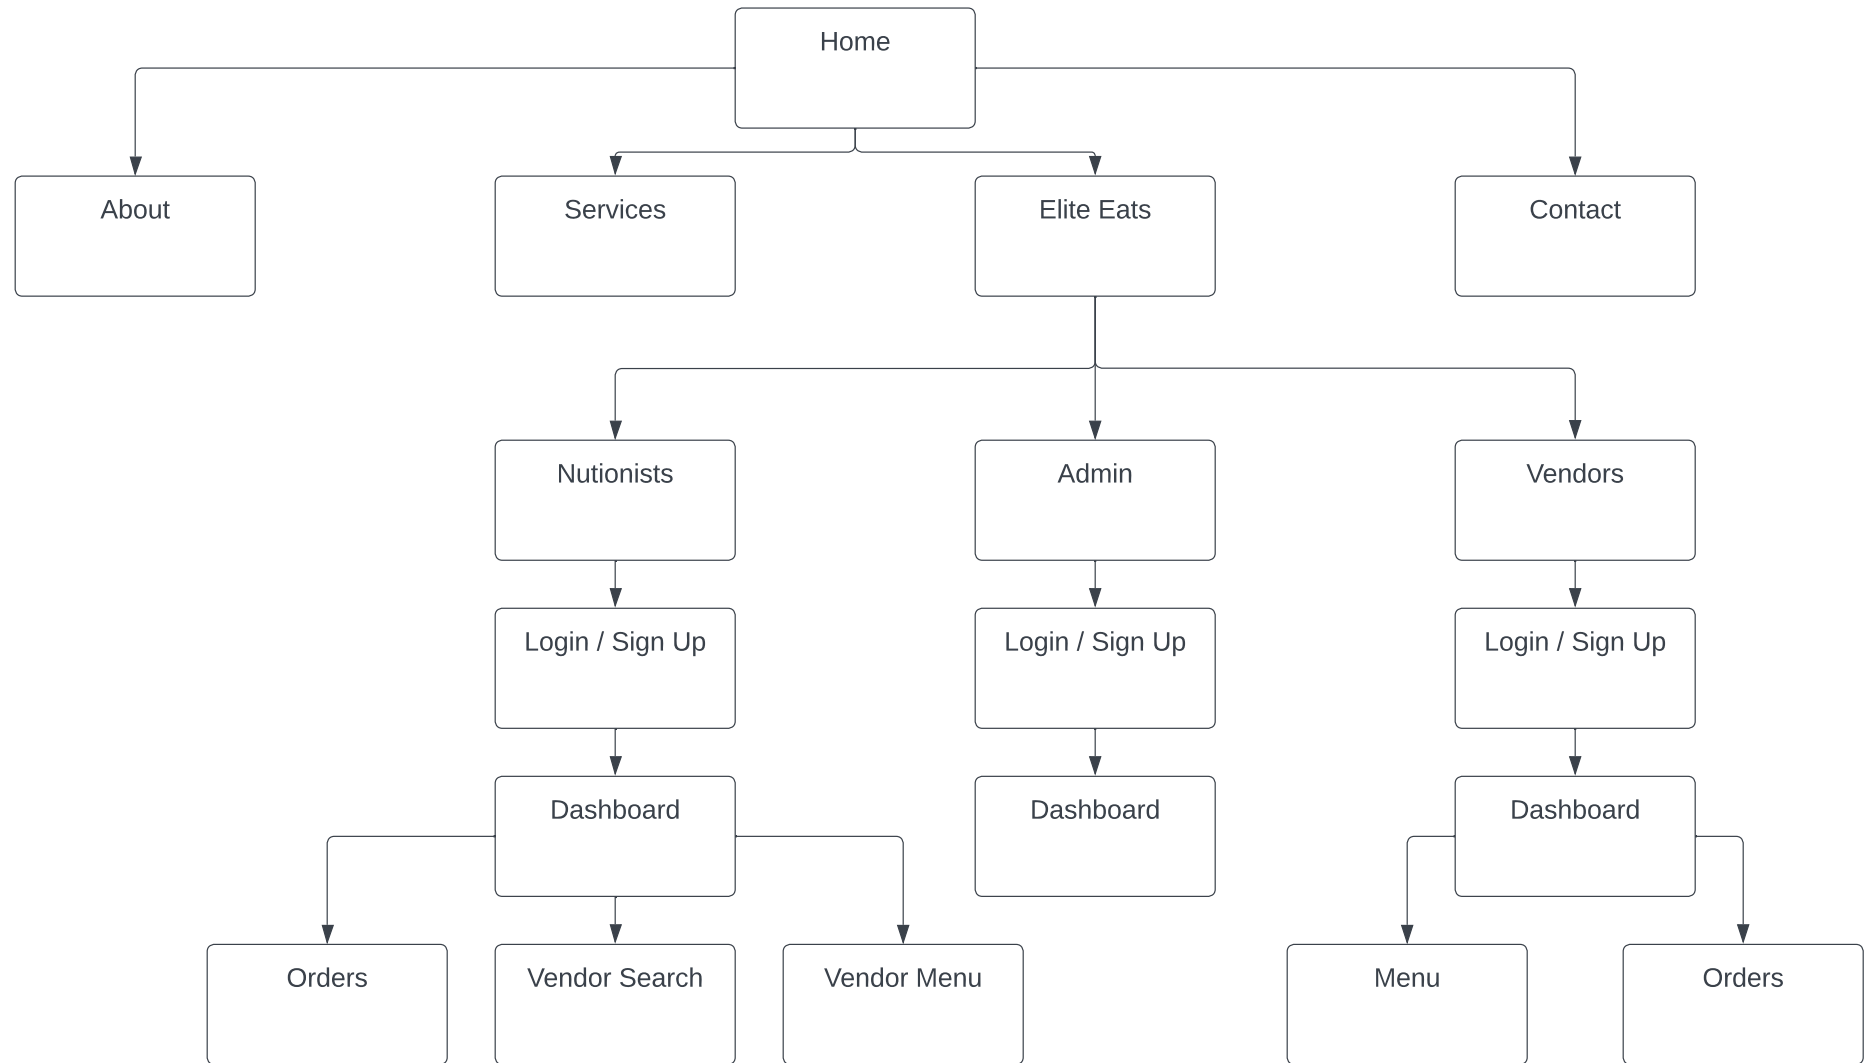 Home
About
Services
Elite Eats
Contact
Nutionists
Admin
Vendors
Login / Sign Up
Login / Sign Up
Login / Sign Up
Dashboard
Dashboard
Dashboard
Orders
Vendor Search
Vendor Menu
Menu
Orders